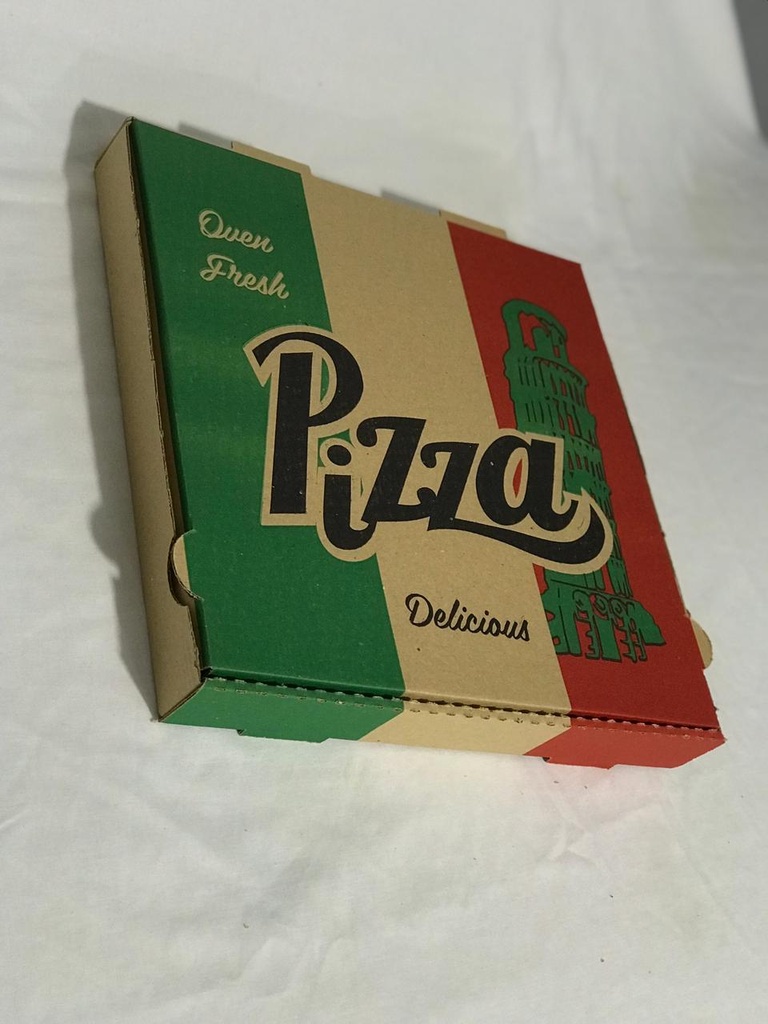 Oven
Fresh
Pizza
Delicious